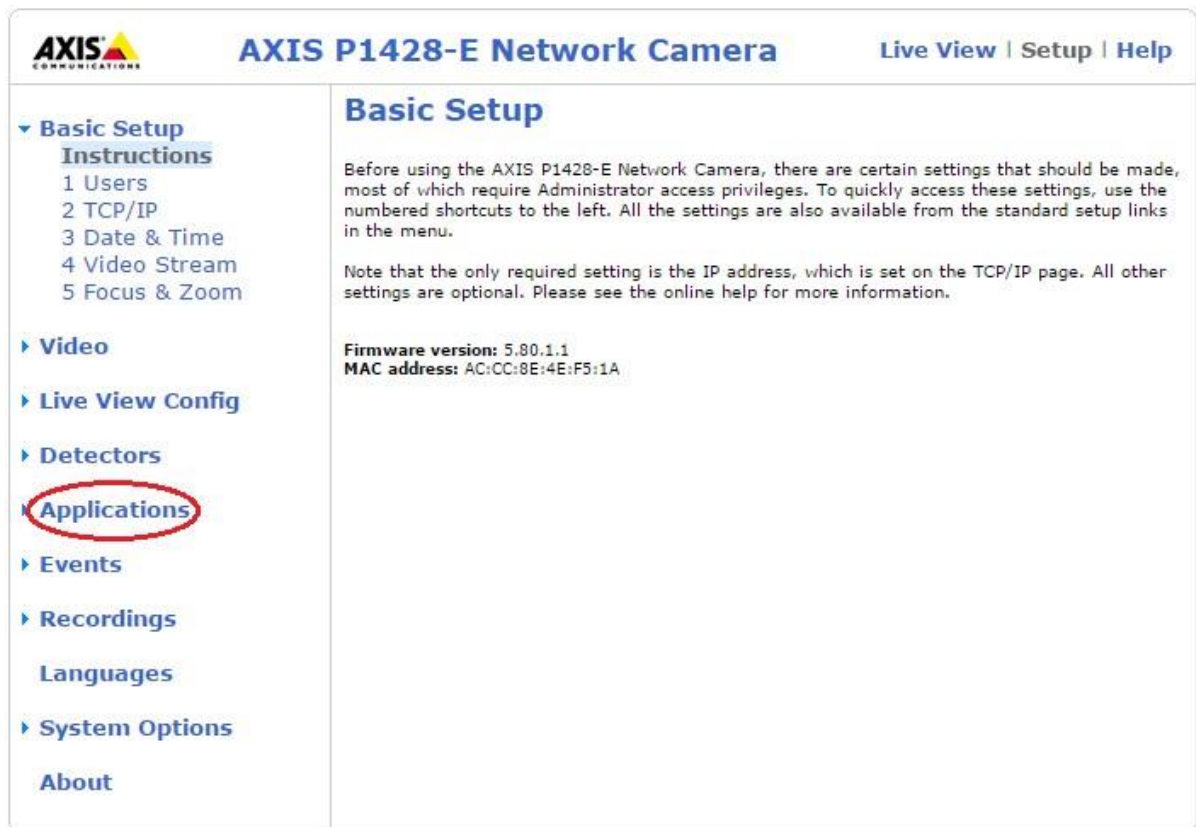 AXIS
COMMUNICATIONS
AXIS P1428-E Network Camera
Live View | Setup | Help
Basic Setup
Instructions
1 Users
2 TCP/IP
3 Date & Time
4 Video Stream
5 Focus & Zoom
Video
Live View Config
Detectors
Applications
Events
Recordings
Languages
System Options
About
Basic Setup
Before using the AXIS P1428-E Network Camera, there are certain settings that should be made,
most of which require Administrator access privileges. To quickly access these settings, use the
numbered shortcuts to the left. All the settings are also available from the standard setup links
in the menu.
Note that the only required setting is the IP address, which is set on the TCP/IP page. All other
settings are optional. Please see the online help for more information.
Firmware version: 5.80.1.1
MAC address: AC:CC:8E:4E:F5:1A